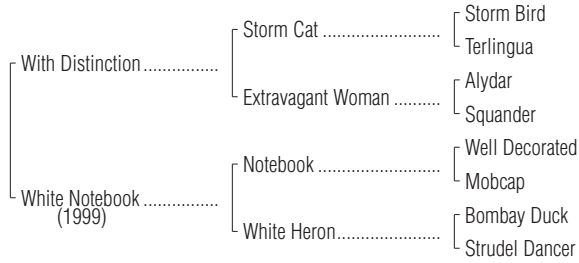 Storm Bird
Storm Cat ........................
Terlingua
With Distinction ...............
Alydar
Extravagant Woman ..........
Squander
Well Decorated
Notebook .........................
Mobcap
White Notebook ...............
(1999)
Bombay Duck
White Heron.....................
Strudel Dancer